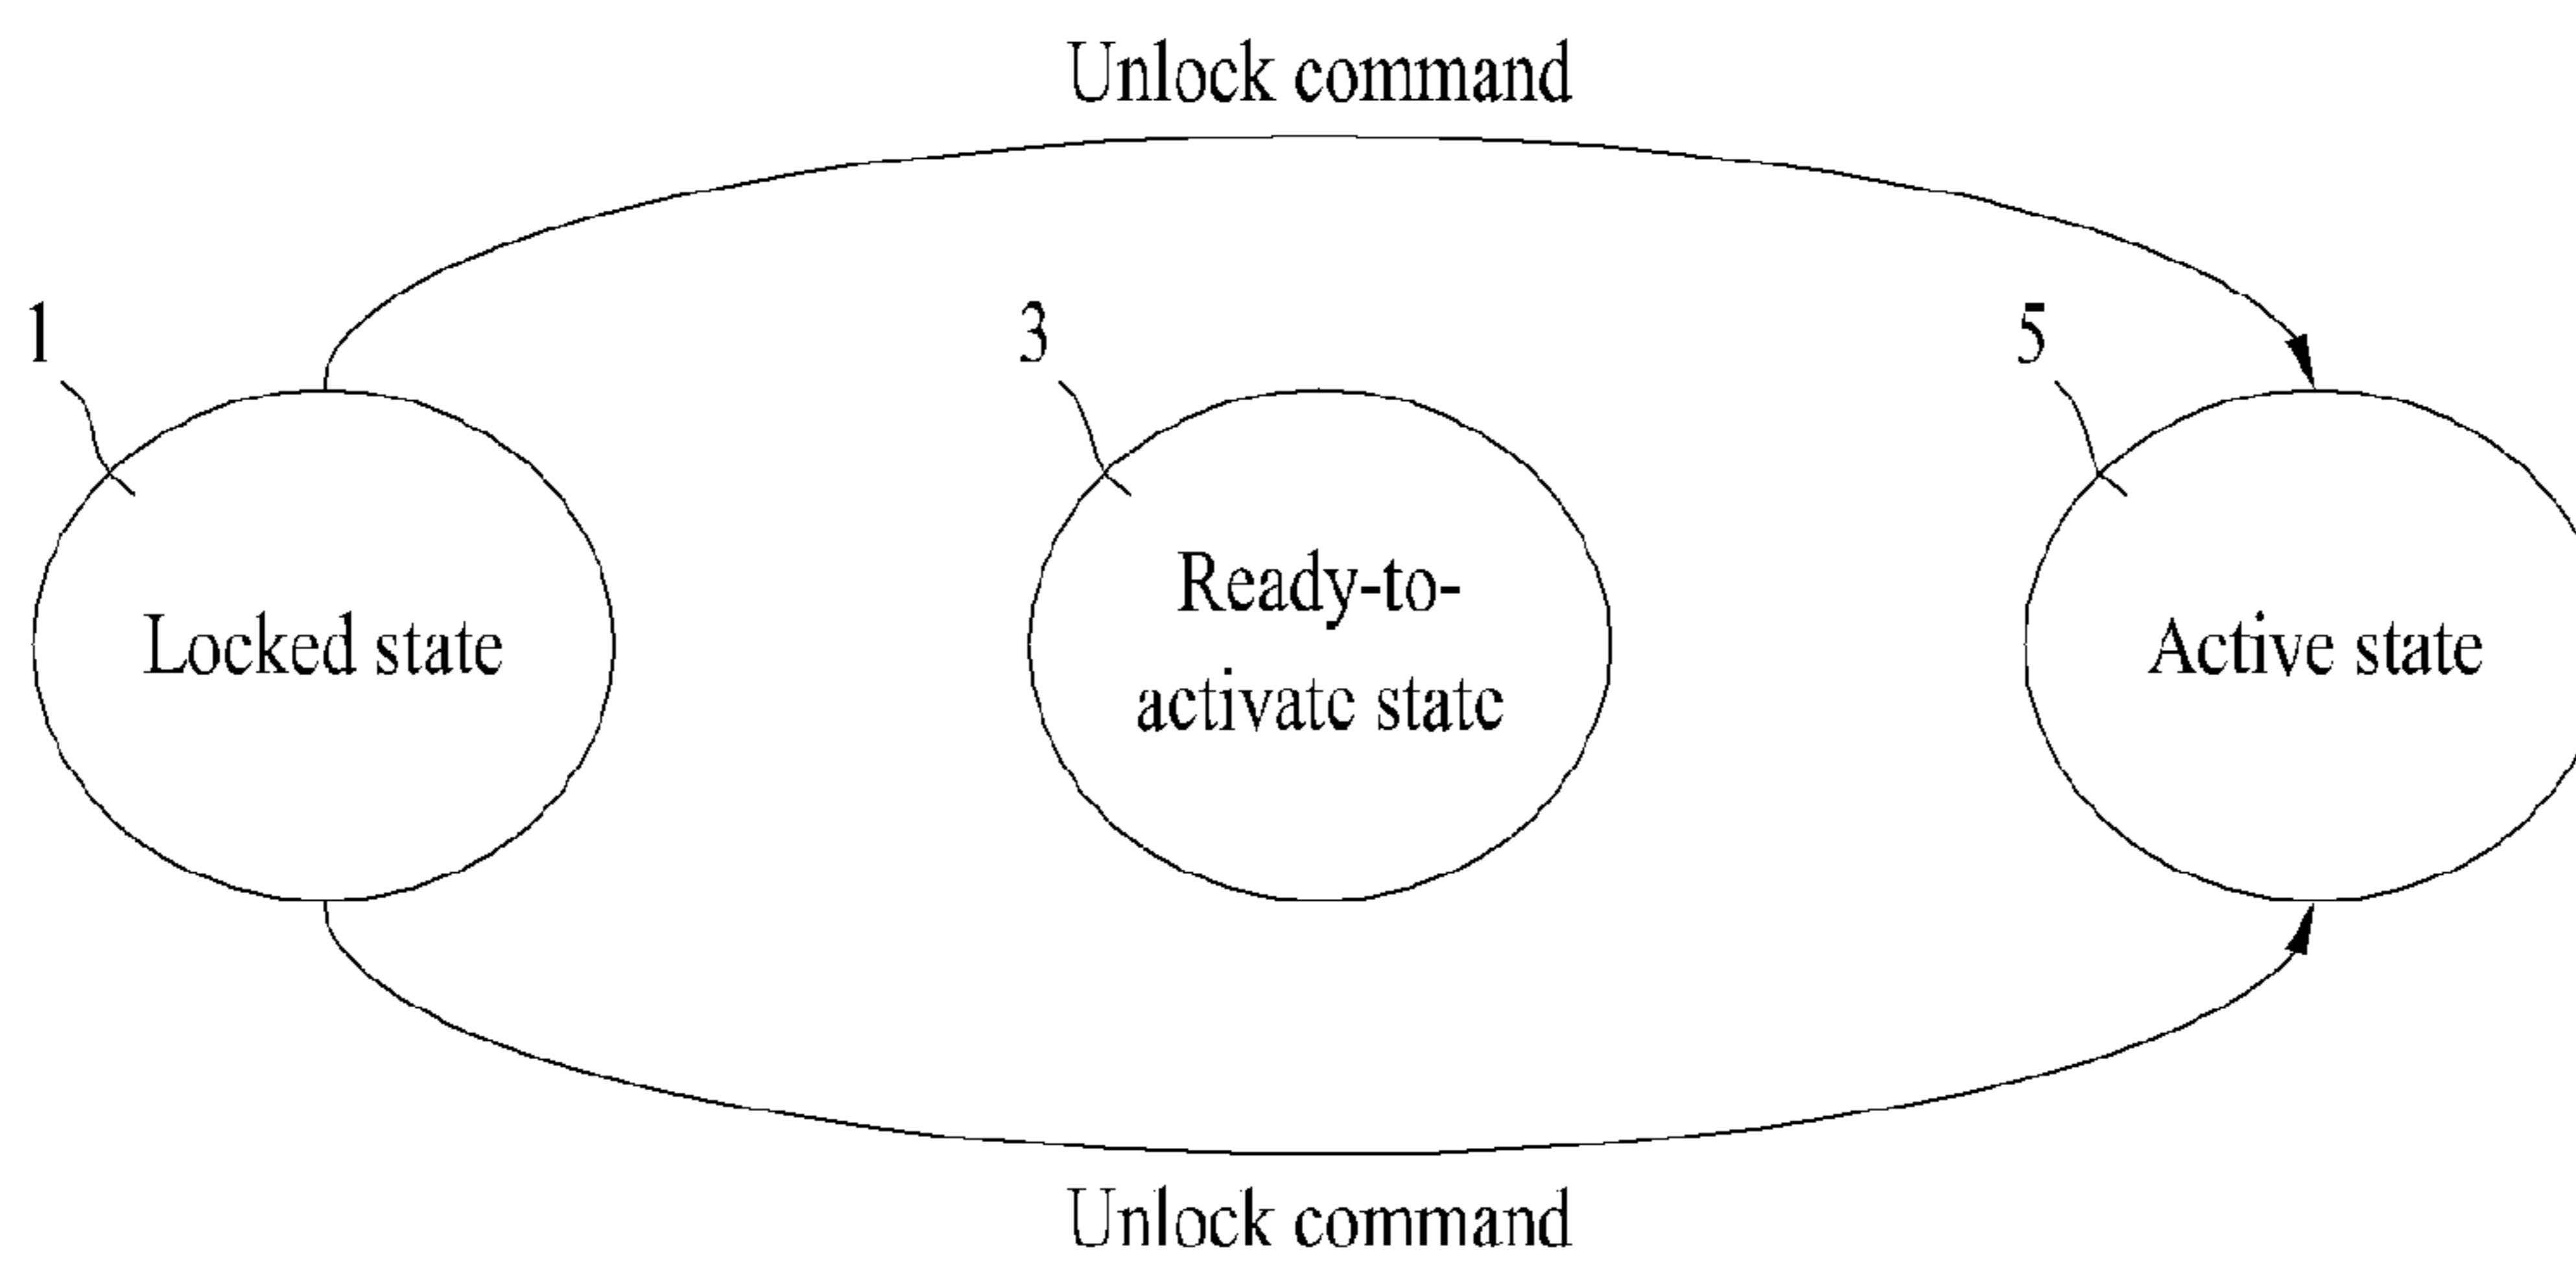 Unlock command
1
3
5
Locked state
Ready-to-
activate state
Active state
Unlock command